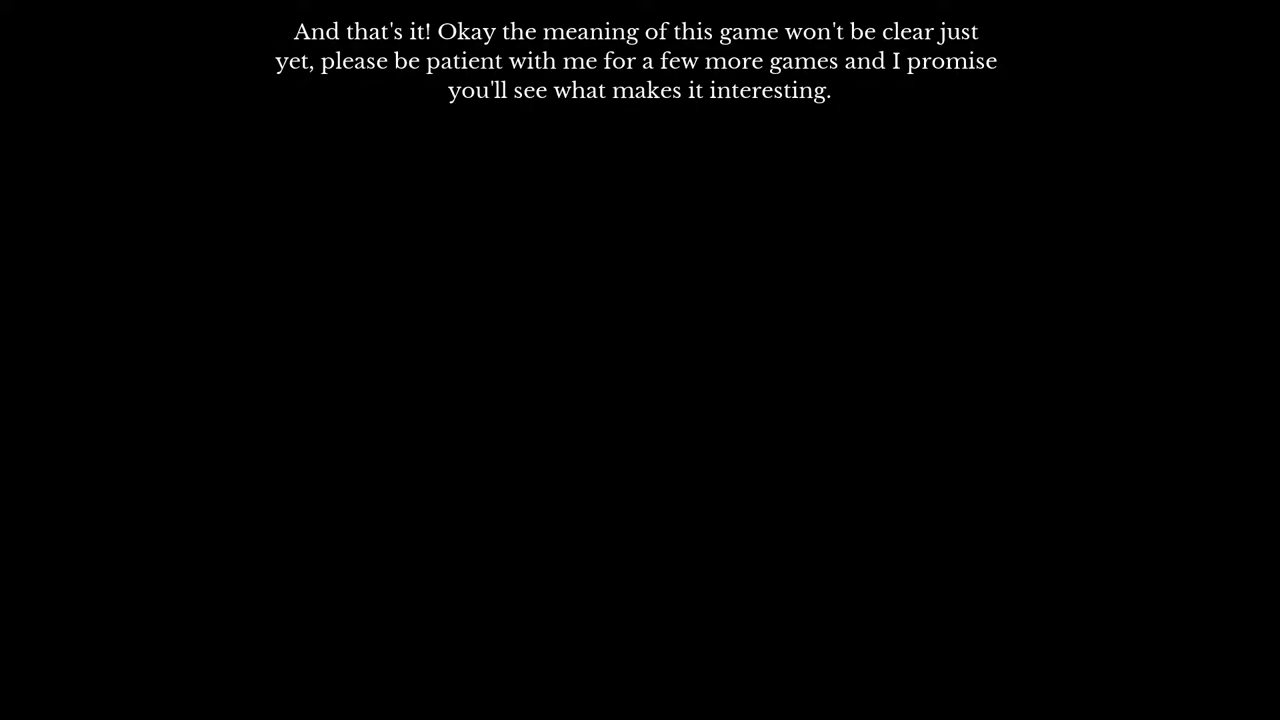 And that's it! Okay the meaning of this game won't be clear just
yet, please be patient with me for a few more games and I promise
you'll see what makes it interesting.